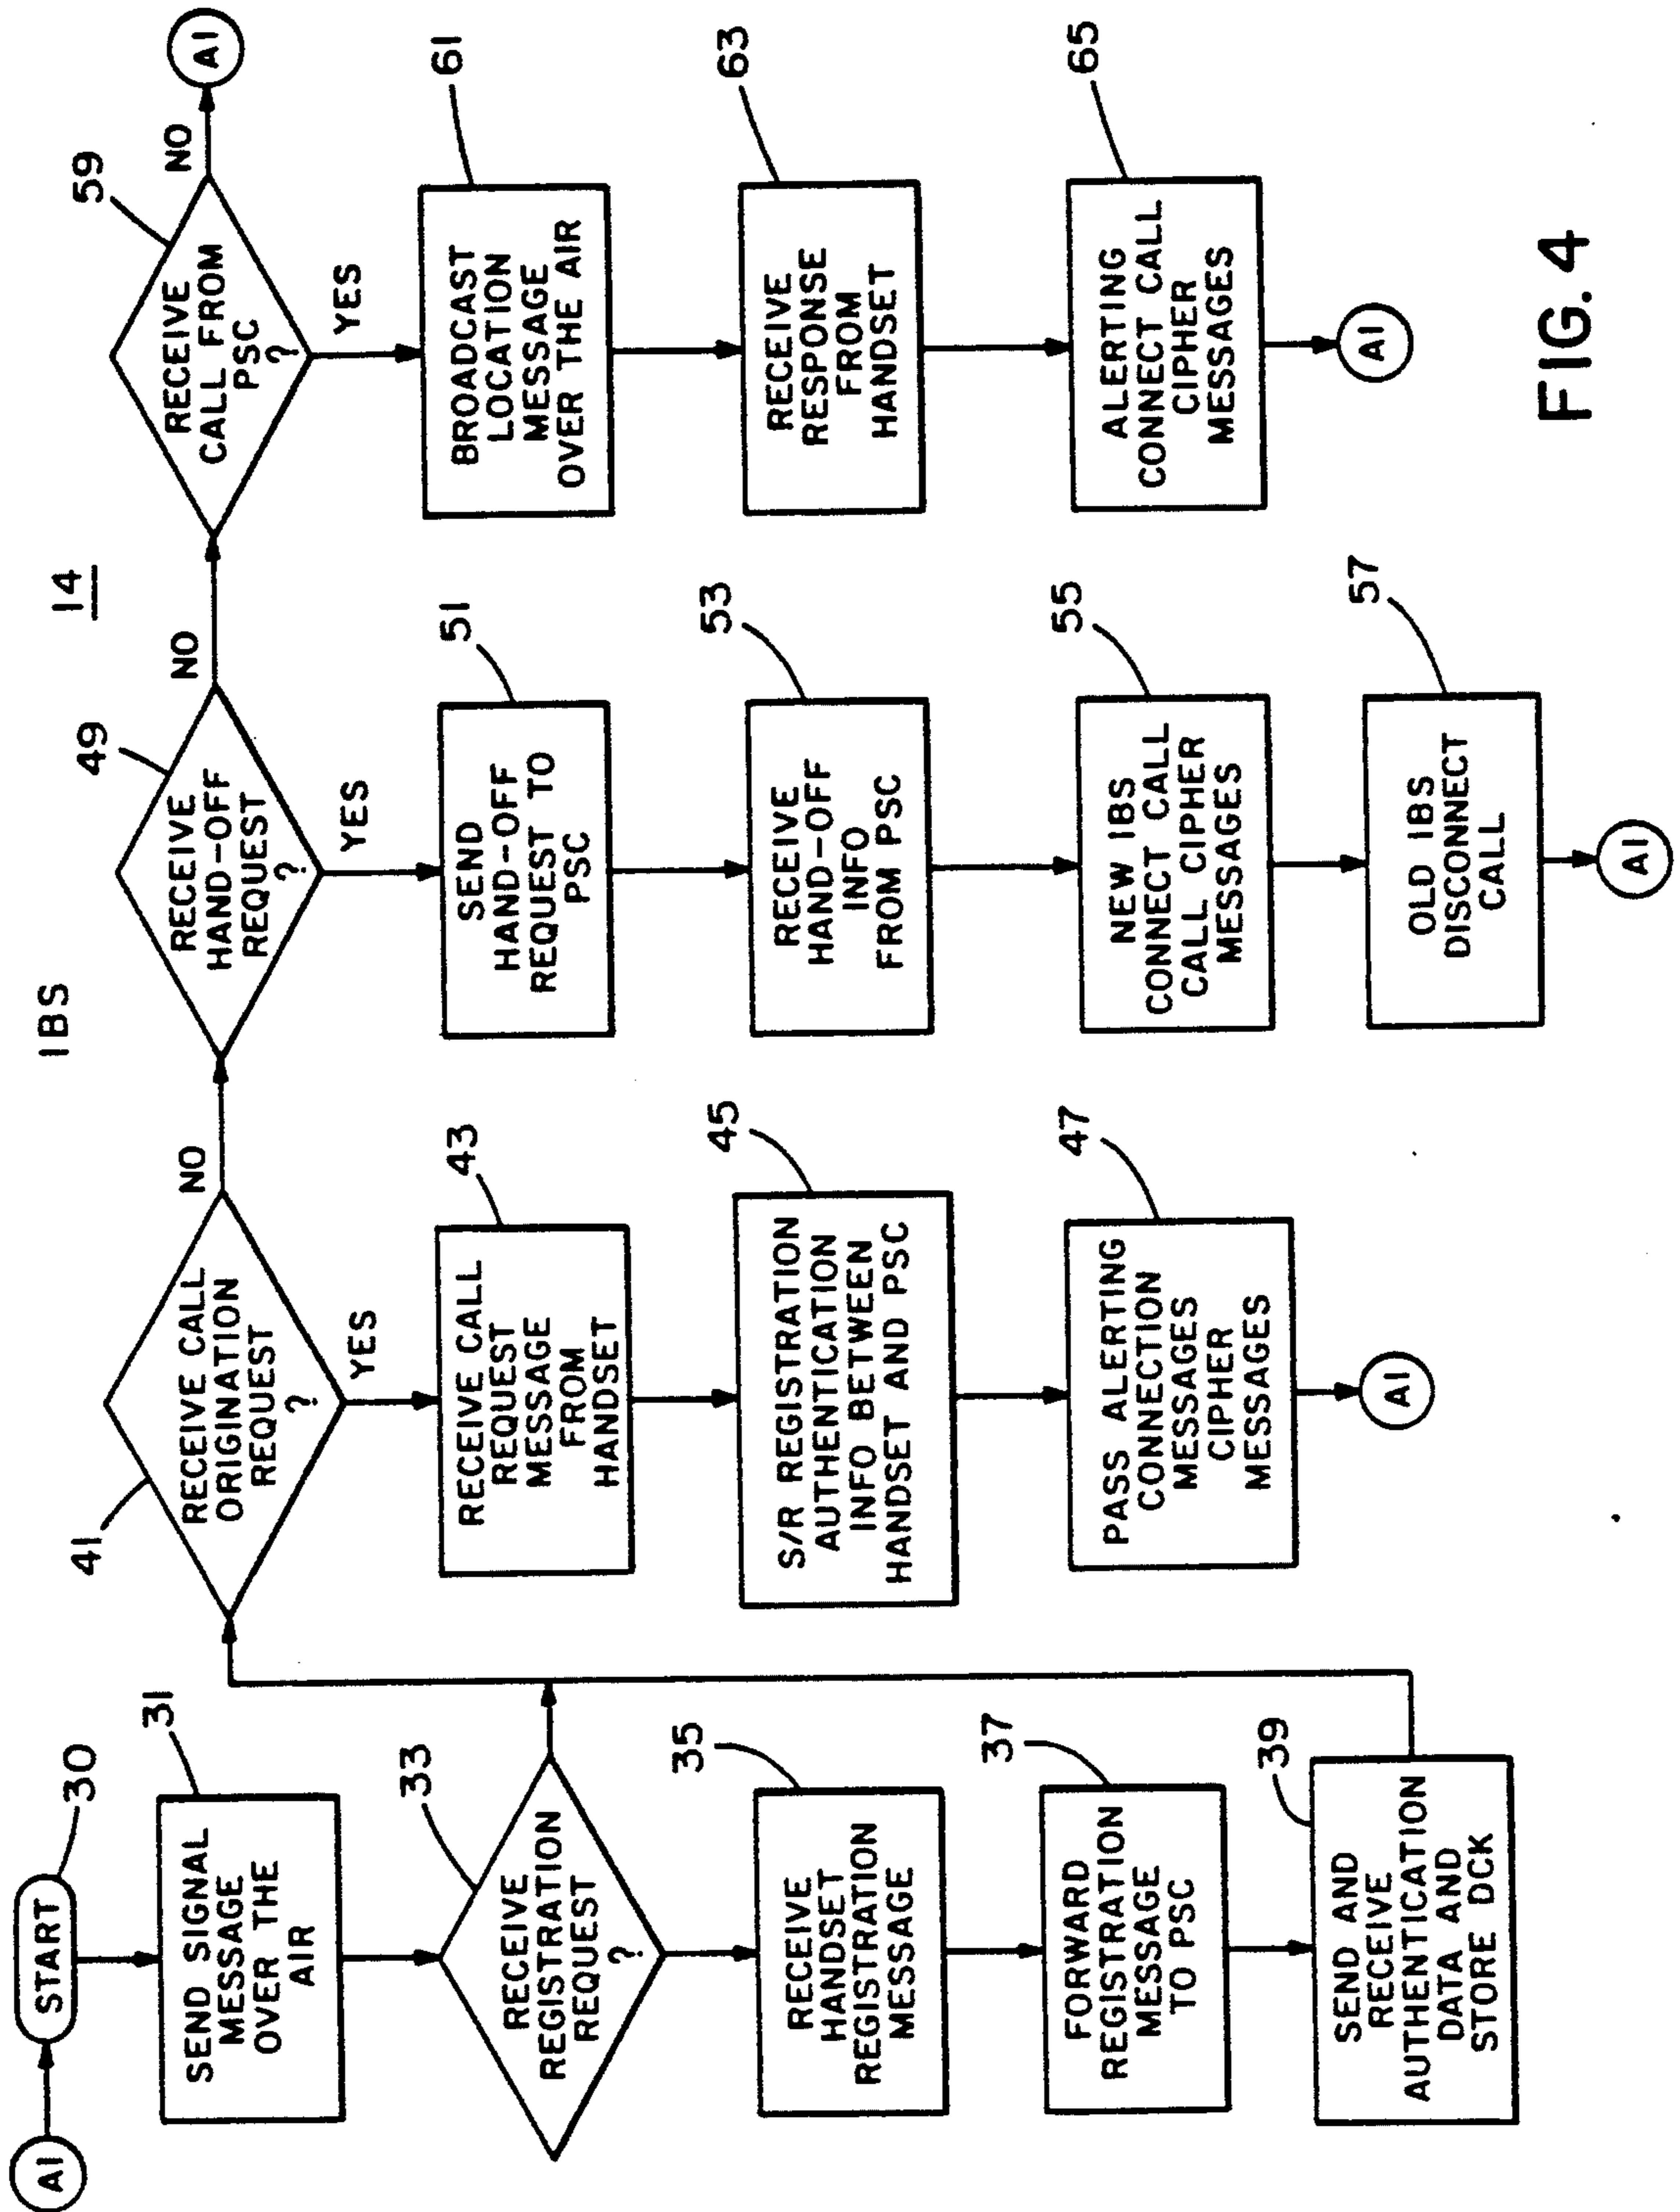 IBS
14
A1
START
30
SEND SIGNAL
MESSAGE
OVER THE
AIR
31
RECEIVE
REGISTRATION
REQUEST
?
33
RECEIVE
HANDSET
REGISTRATION
MESSAGE
35
FORWARD
REGISTRATION
MESSAGE
TO PSC
37
SEND AND
RECEIVE
AUTHENTICATION
DATA AND
STORE DCK
39
RECEIVE CALL
ORIGINATION
REQUEST
?
41
NO
YES
RECEIVE CALL
REQUEST
MESSAGE
FROM
HANDSET
43
S/R REGISTRATION
AUTHENTICATION
INFO BETWEEN
HANDSET AND PSC
45
PASS ALERTING
CONNECTION
MESSAGES
CIPHER
MESSAGES
47
A1
RECEIVE
HAND-OFF
REQUEST
?
49
NO
YES
SEND
HAND-OFF
REQUEST TO
PSC
51
RECEIVE
HAND-OFF
INFO
FROM PSC
53
NEW IBS
CONNECT CALL
CALL CIPHER
MESSAGES
55
OLD IBS
DISCONNECT
CALL
57
A1
RECEIVE
CALL FROM
PSC
?
59
NO
A1
YES
BROADCAST
LOCATION
MESSAGE
OVER THE AIR
61
RECEIVE
RESPONSE
FROM
HANDSET
63
ALERTING
CONNECT CALL
CIPHER
MESSAGES
65
A1
FIG. 4